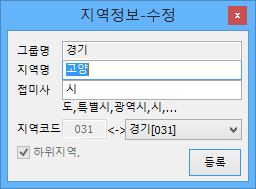 지역정보-수정
x
그룹명 경기
지역명 고양
접미사 시
도,특별시,광역시,시,...
지역코드 031 <-> 경기[031]
하위지역,
등록